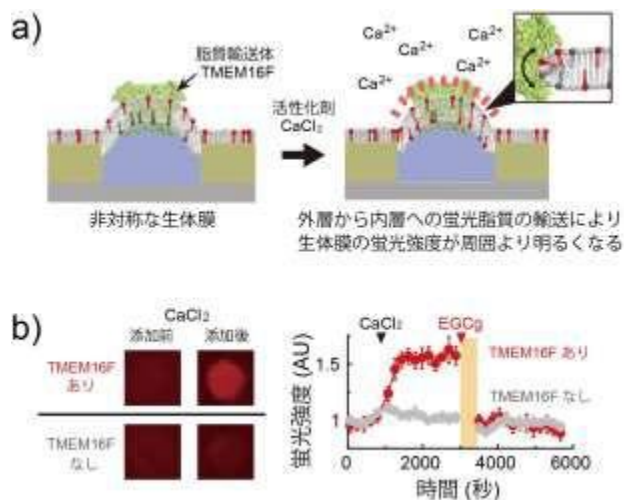 a)
脂質輸送体
TMEM16F
活性化剤
CaCl₂
Ca²⁺
Ca²⁺
Ca²⁺
Ca²⁺
Ca²⁺
非対称な生体膜
外層から内層への蛍光脂質の輸送により
生体膜の蛍光強度が周囲より明るくなる
b)
CaCl₂
添加前
添加後
TMEM16F
あり
TMEM16F
なし
CaCl₂
EGCg
TMEM16F あり
TMEM16F なし
蛍光強度 (AU)
1.5
1
0
2000
4000
6000
時間 (秒)